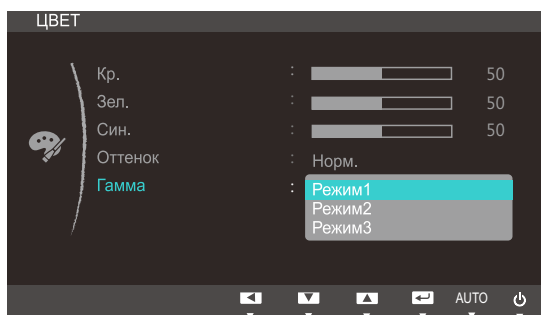 ЦВЕТ
Кр. : 50
Зел. : 50
Син. : 50
Оттенок : Норм.
Гамма : Режим1
Режим2
Режим3
AUTO